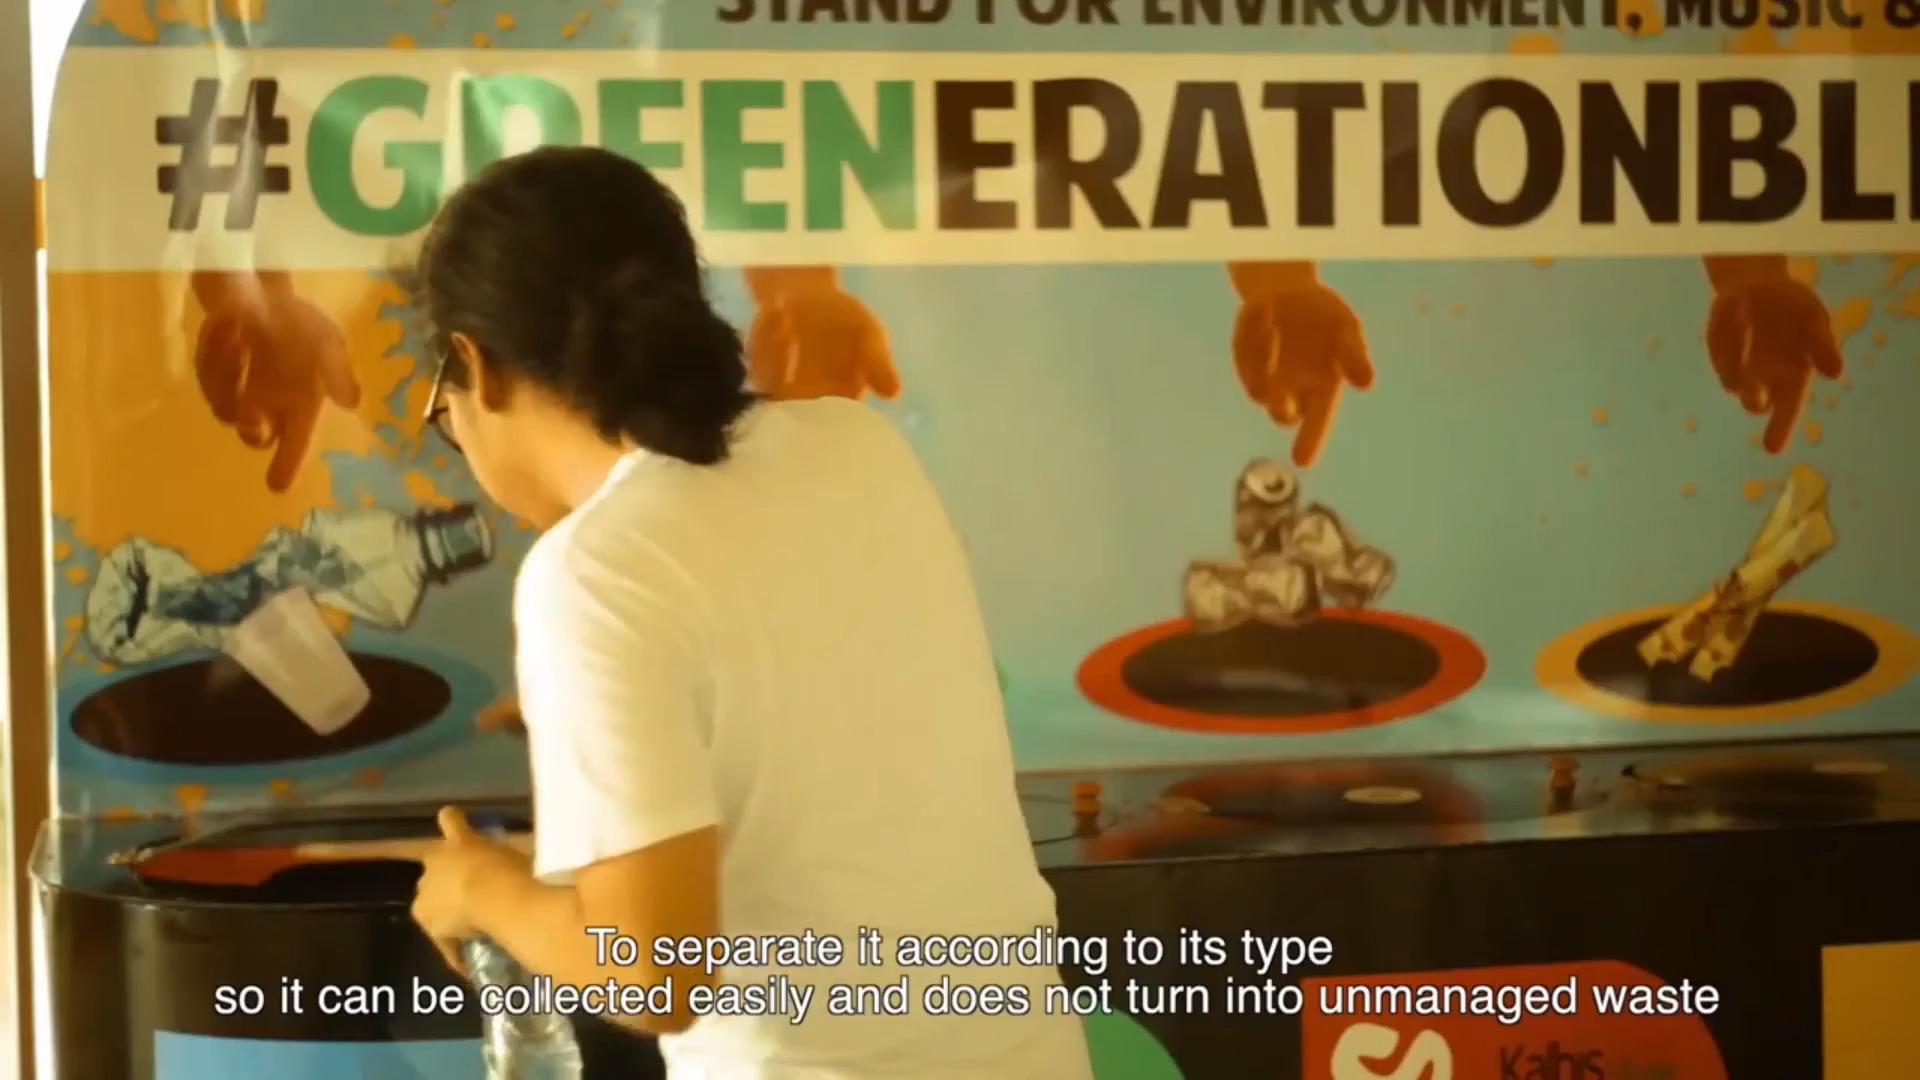 STAND FOR ENVIRONMENT, MUSIC &
#GREENERATIONBL
To separate it according to its type
so it can be collected easily and does not turn into unmanaged waste
Kalbis